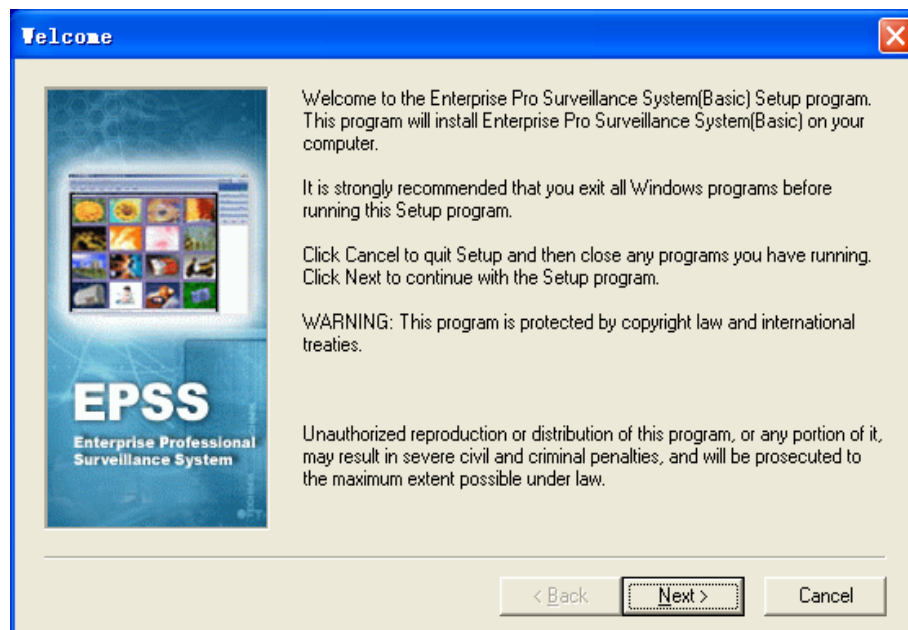 Welcome
Welcome to the Enterprise Pro Surveillance System(Basic) Setup program.
This program will install Enterprise Pro Surveillance System(Basic) on your
computer.
It is strongly recommended that you exit all Windows programs before
running this Setup program.
Click Cancel to quit Setup and then close any programs you have running.
Click Next to continue with the Setup program.
WARNING: This program is protected by copyright law and international
treaties.
EPSS
Enterprise Professional
Surveillance System
Unauthorized reproduction or distribution of this program, or any portion of it,
may result in severe civil and criminal penalties, and will be prosecuted to
the maximum extent possible under law.
< Back
Next >
Cancel